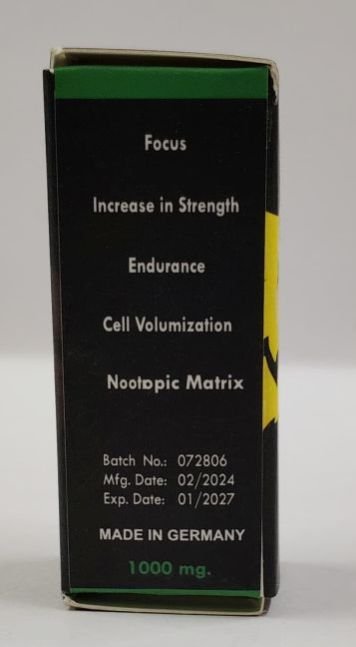 Focus
Increase in Strength
Endurance
Cell Volumization
Nootopic Matrix
Batch No.: 072806
Mfg. Date: 02/2024
Exp. Date: 01/2027
MADE IN GERMANY
1000 mg.